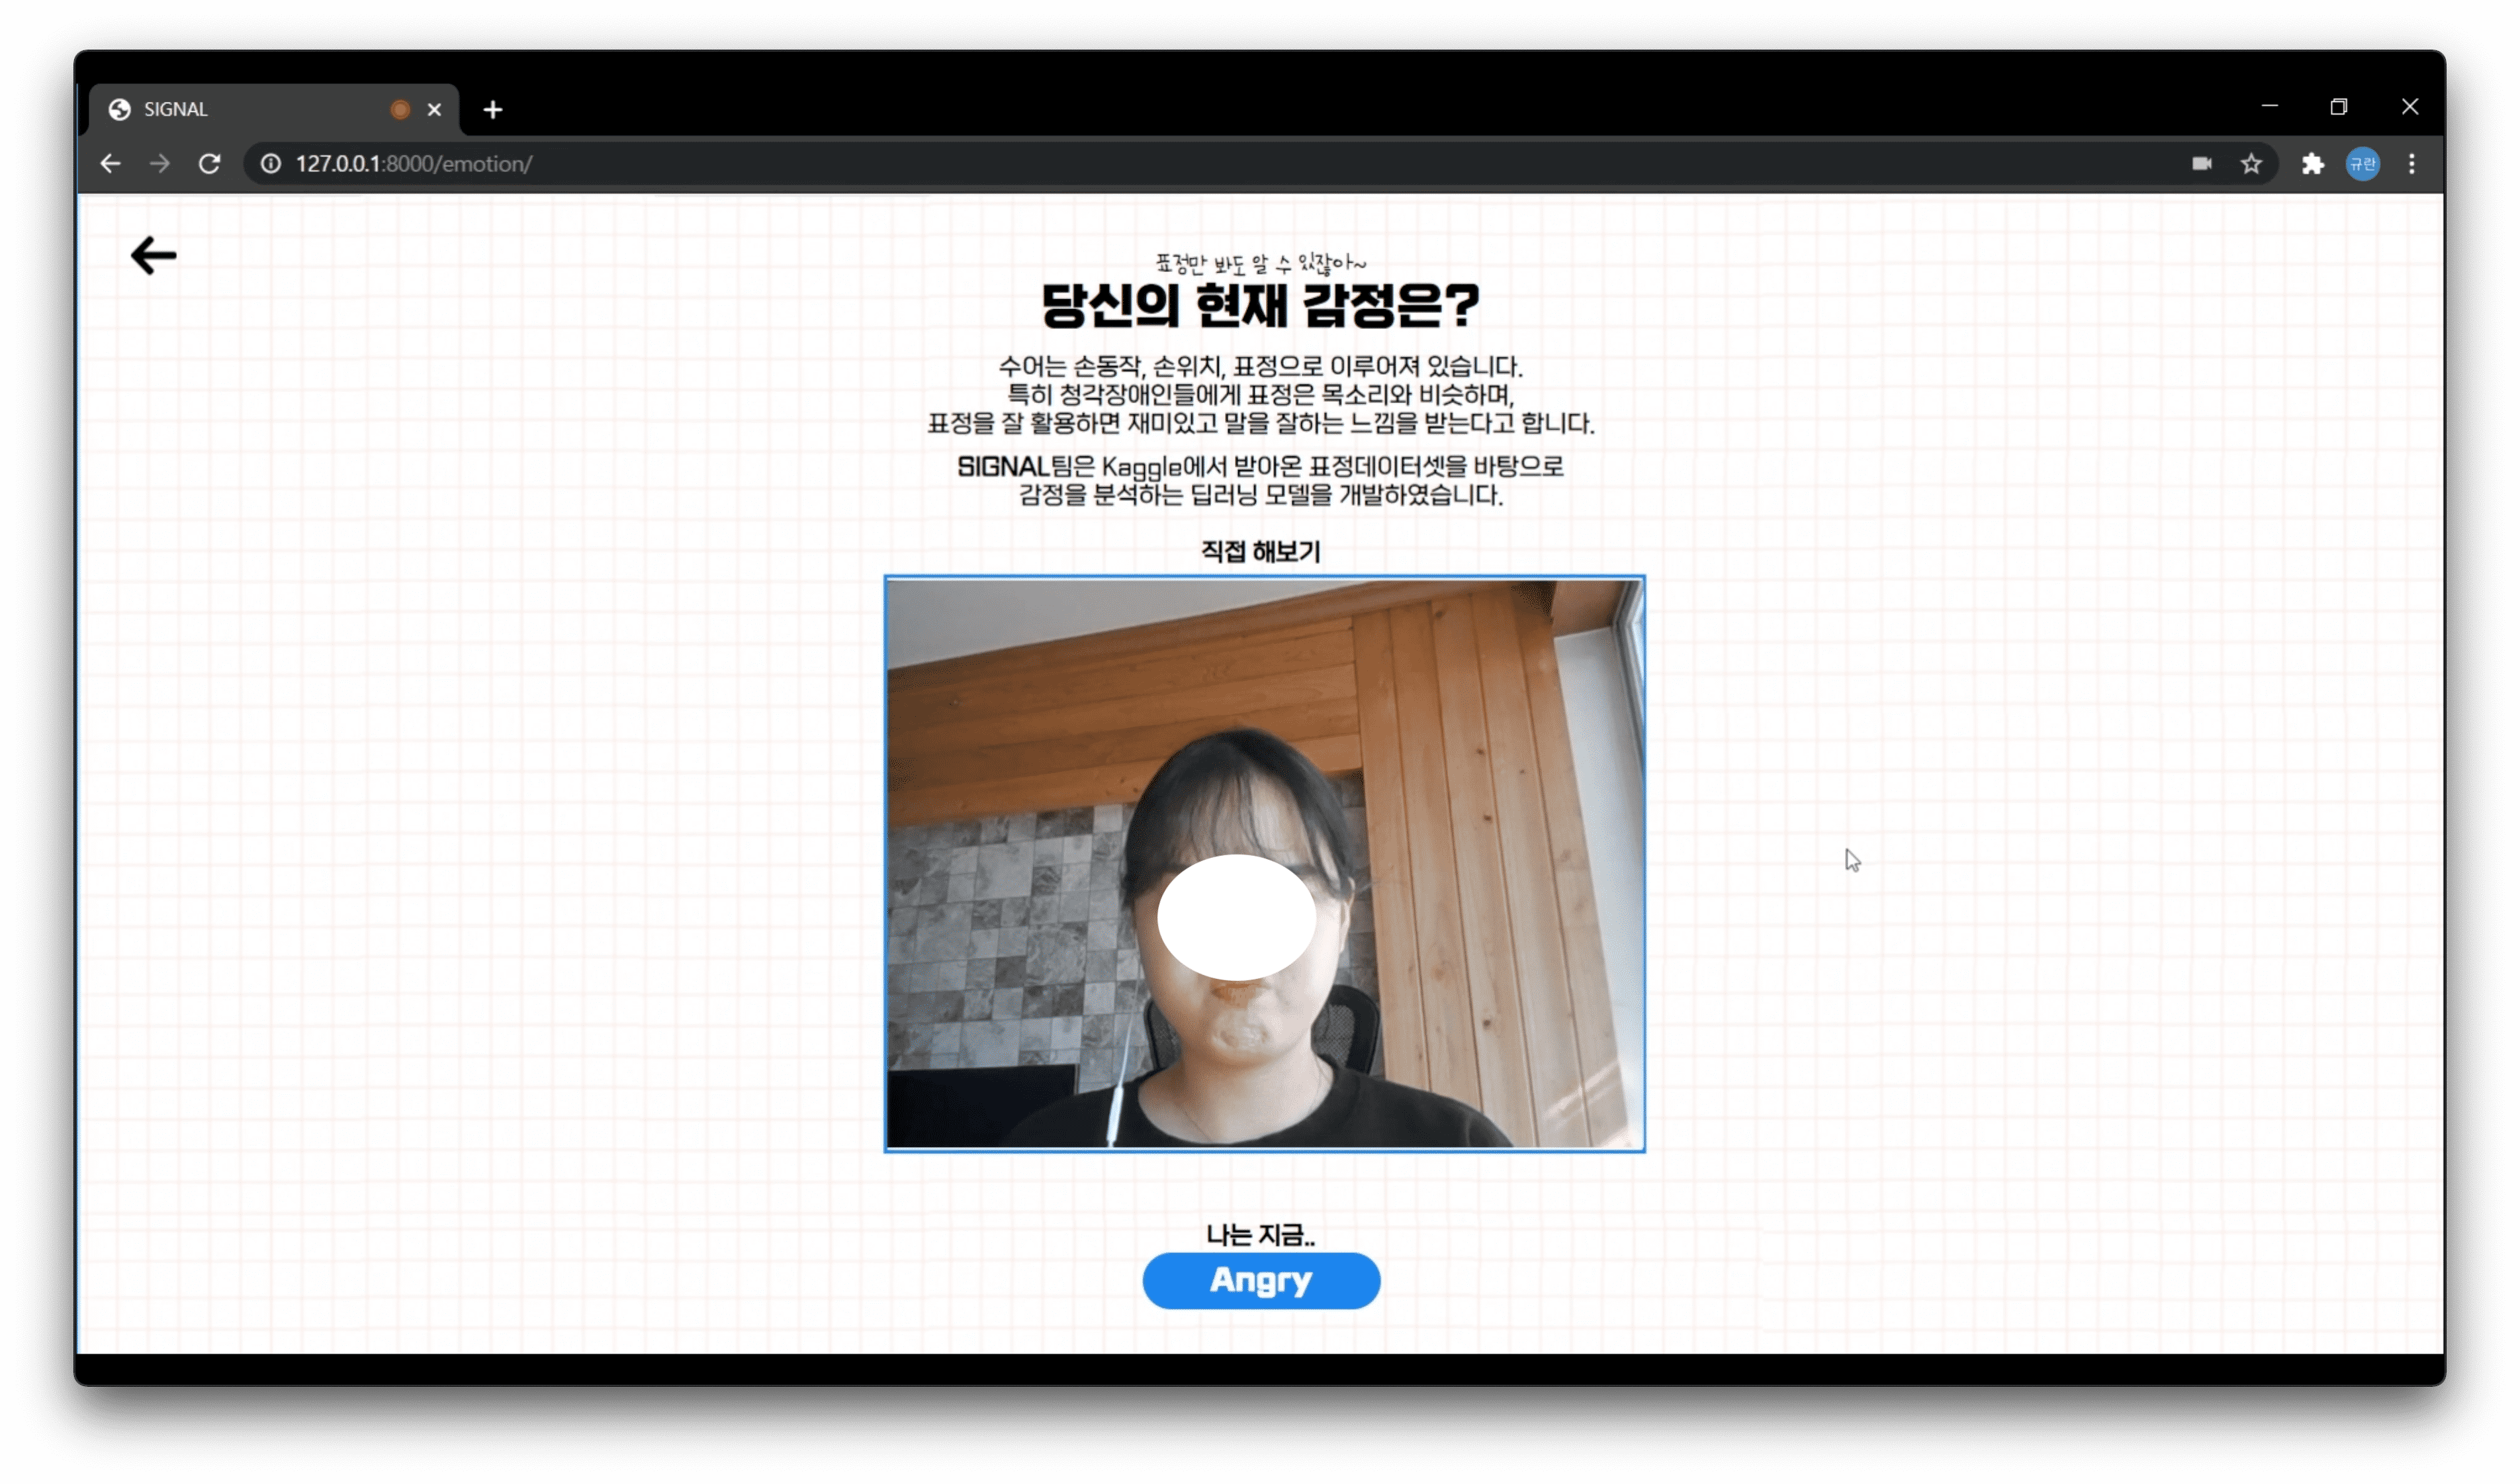 SIGNAL
127.0.0.1:8000/emotion/
규란
표정만 봐도 알 수 있잖아~
당신의 현재 감정은?
수어는 손동작, 손위치, 표정으로 이루어져 있습니다.
특히 청각장애인들에게 표정은 목소리와 비슷하며,
표정을 잘 활용하면 재미있고 말을 잘하는 느낌을 받는다고 합니다.
SIGNAL팀은 Kaggle에서 받아온 표정데이터셋을 바탕으로
감정을 분석하는 딥러닝 모델을 개발하였습니다.
직접 해보기
나는 지금..
Angry